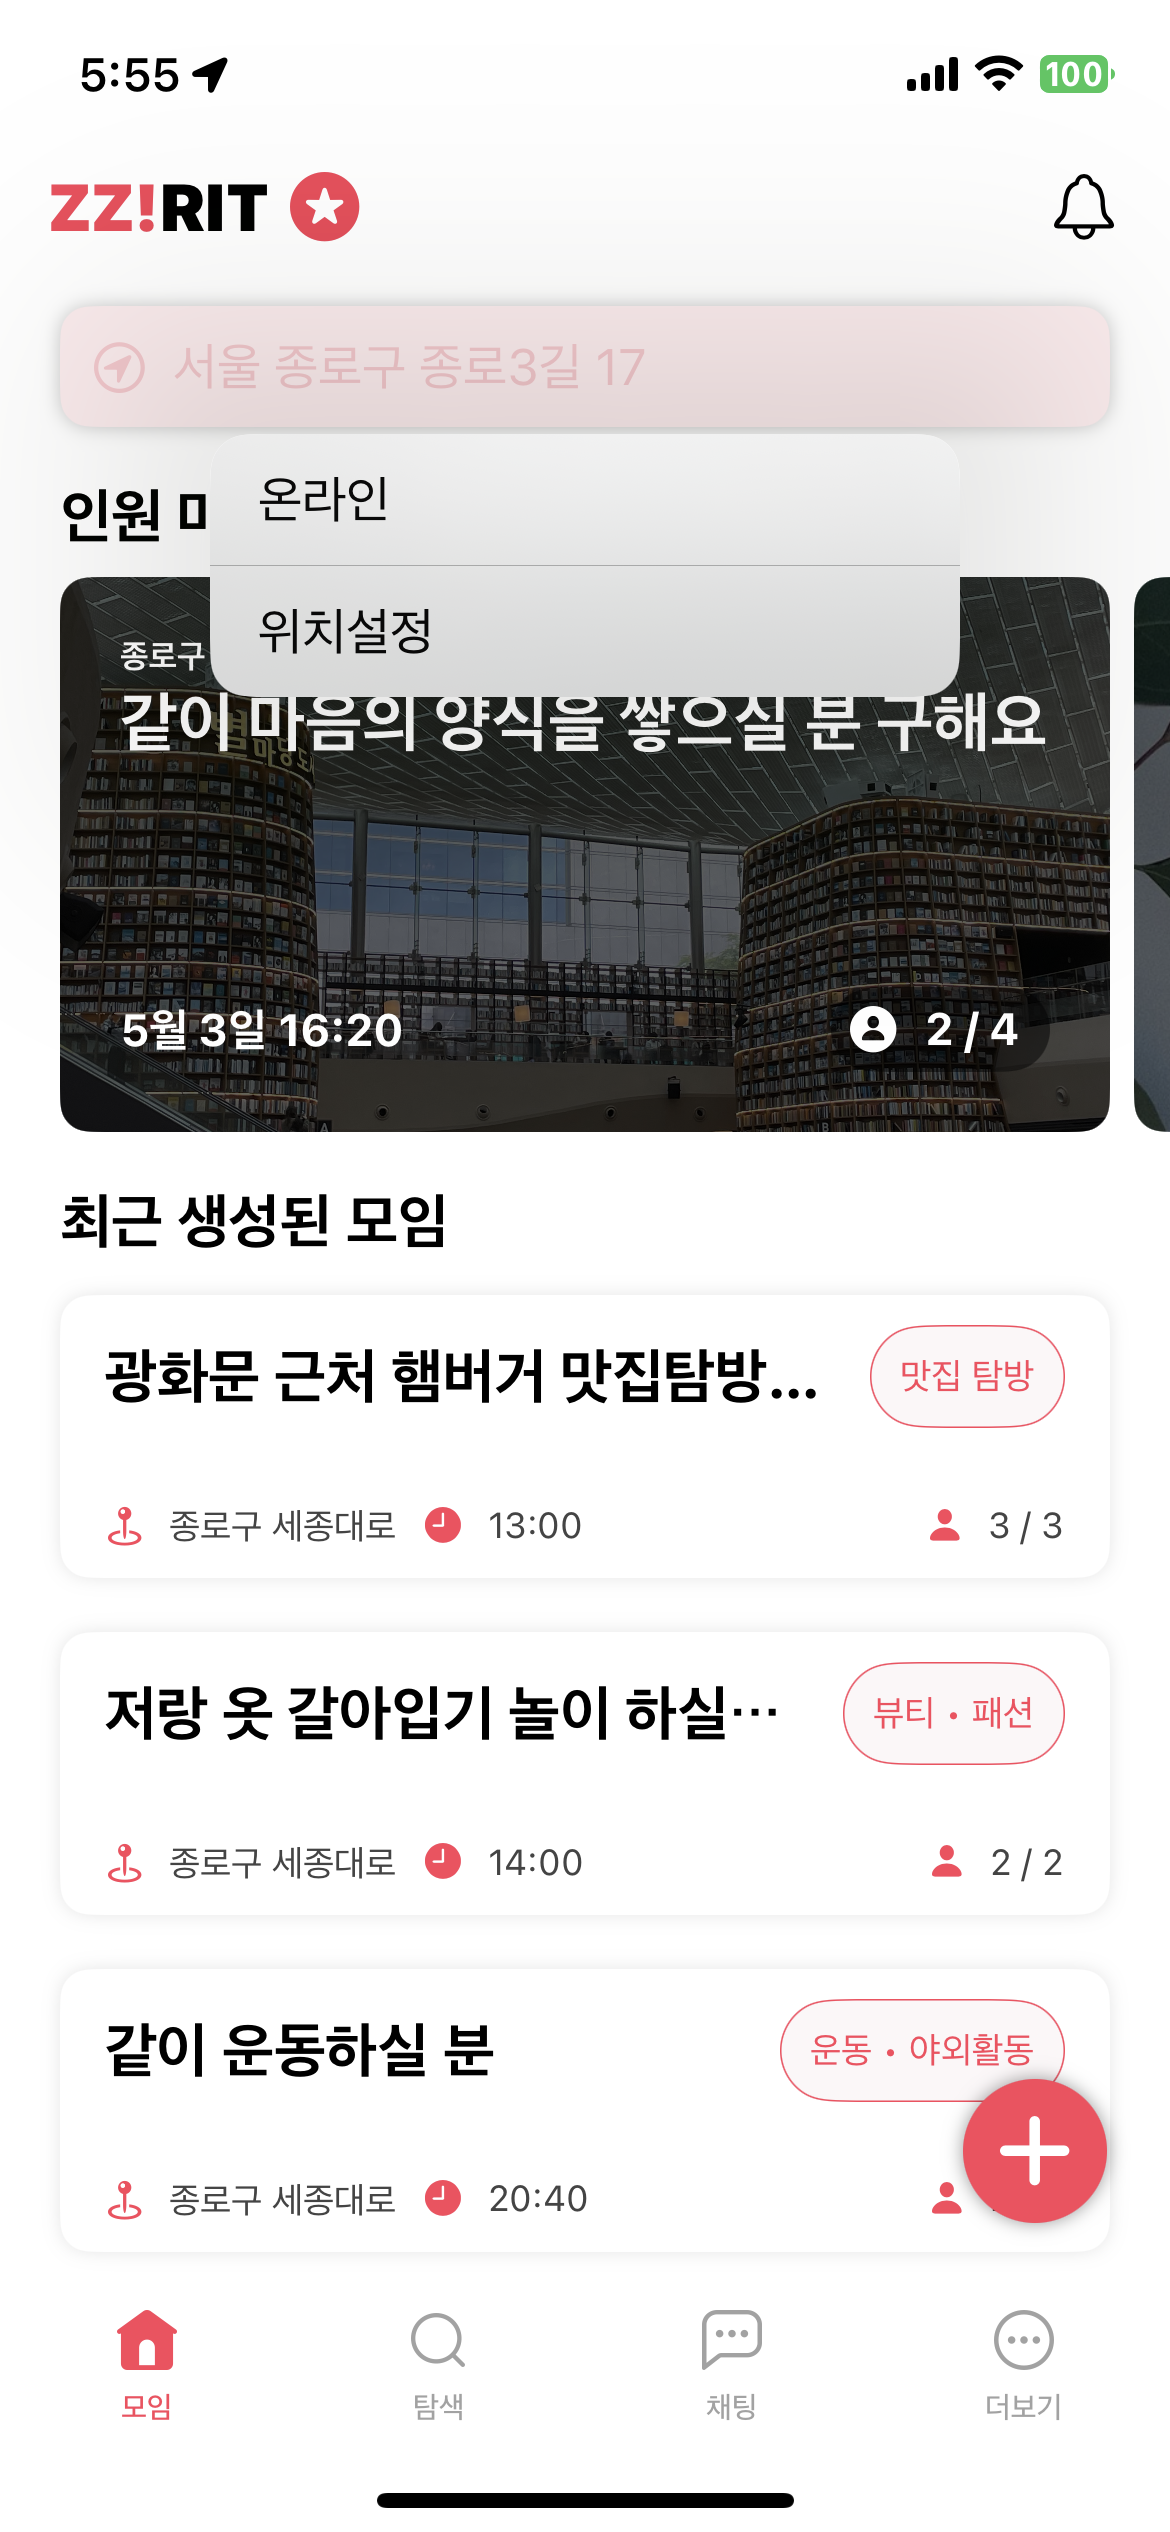 5:55
100
ZZ!RIT
서울 종로구 종로3길 17
온라인
위치설정
인원
종로구
같이 마음의 양식을 쌓으실 분 구해요
별마당
5월 3일 16:20
2 / 4
최근 생성된 모임
광화문 근처 햄버거 맛집탐방...
맛집 탐방
종로구 세종대로
13:00
3 / 3
저랑 옷 갈아입기 놀이 하실...
뷰티 • 패션
종로구 세종대로
14:00
2 / 2
같이 운동하실 분
운동 • 야외활동
종로구 세종대로
20:40
모임
탐색
채팅
더보기